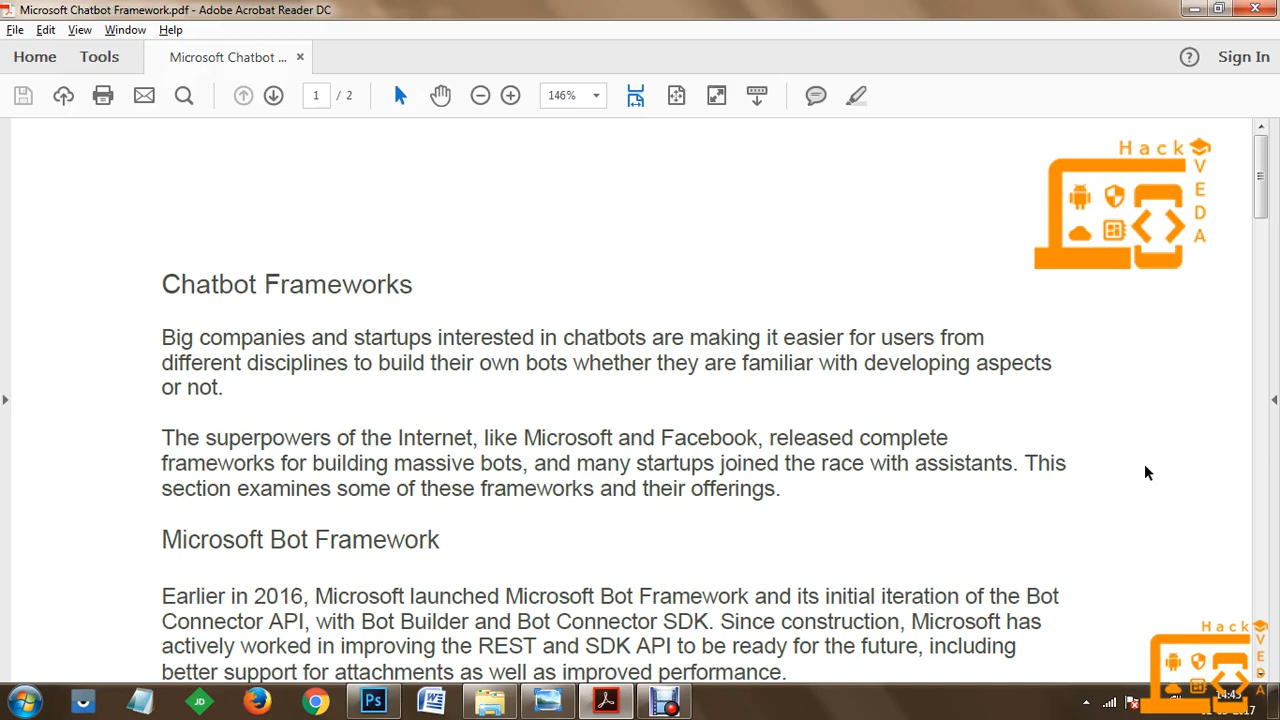 Microsoft Chatbot Framework.pdf - Adobe Acrobat Reader DC
File Edit View Window Help
Home Tools Microsoft Chatbot ... × Sign In
1 / 2 146%
Hack
VEDA
Chatbot Frameworks
Big companies and startups interested in chatbots are making it easier for users from
different disciplines to build their own bots whether they are familiar with developing aspects
or not.
The superpowers of the Internet, like Microsoft and Facebook, released complete
frameworks for building massive bots, and many startups joined the race with assistants. This
section examines some of these frameworks and their offerings.
Microsoft Bot Framework
Earlier in 2016, Microsoft launched Microsoft Bot Framework and its initial iteration of the Bot
Connector API, with Bot Builder and Bot Connector SDK. Since construction, Microsoft has
actively worked in improving the REST and SDK API to be ready for the future, including
better support for attachments as well as improved performance.
Hack
VEDA
JD Ps W
14:45